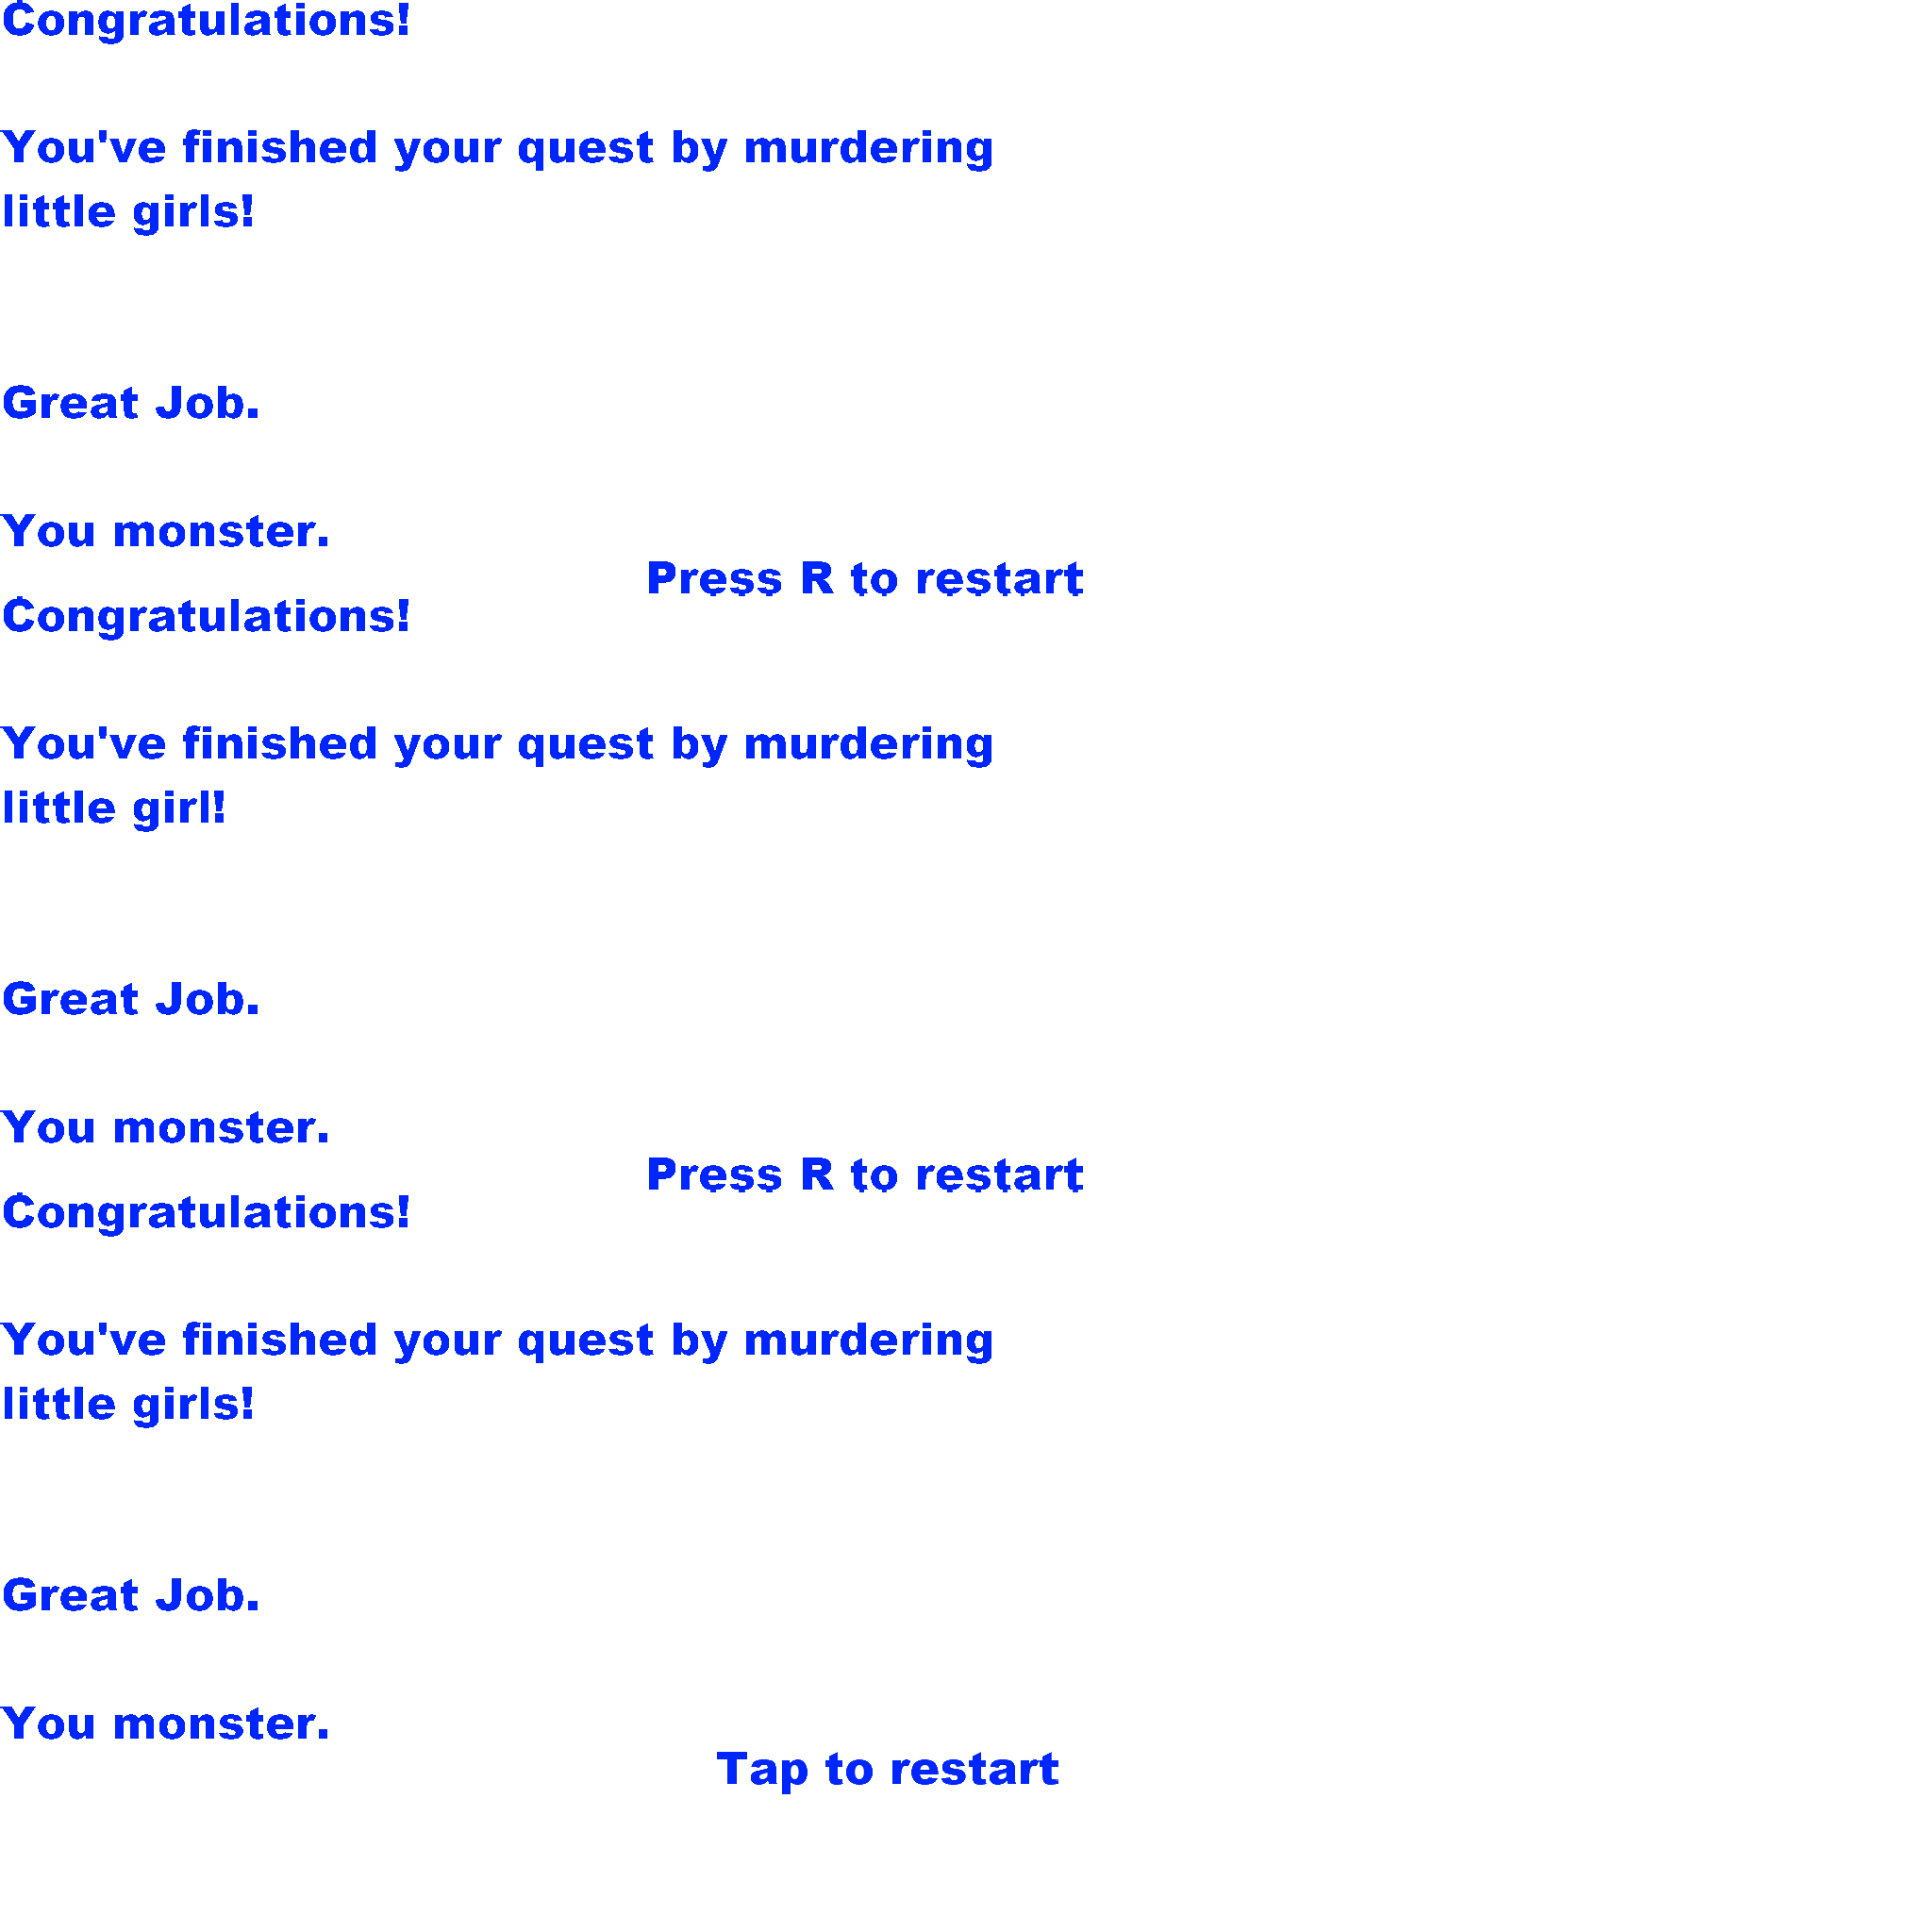 Congratulations!
You've finished your quest by murdering
little girls!
Great Job.
You monster.
Press R to restart
Congratulations!
You've finished your quest by murdering
little girl!
Great Job.
You monster.
Press R to restart
Congratulations!
You've finished your quest by murdering
little girls!
Great Job.
You monster.
Tap to restart